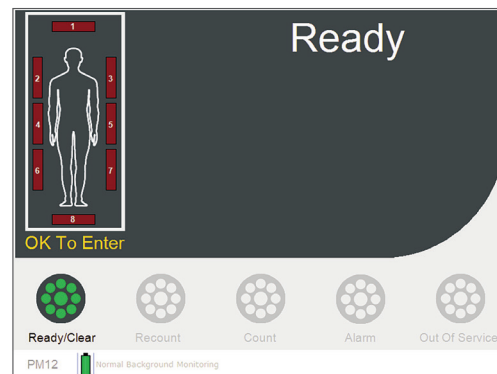 Ready
1
2 3
4 5
6 7
8
OK To Enter
Ready/Clear Recount Count Alarm Out Of Service
PM12 Normal Background Monitoring